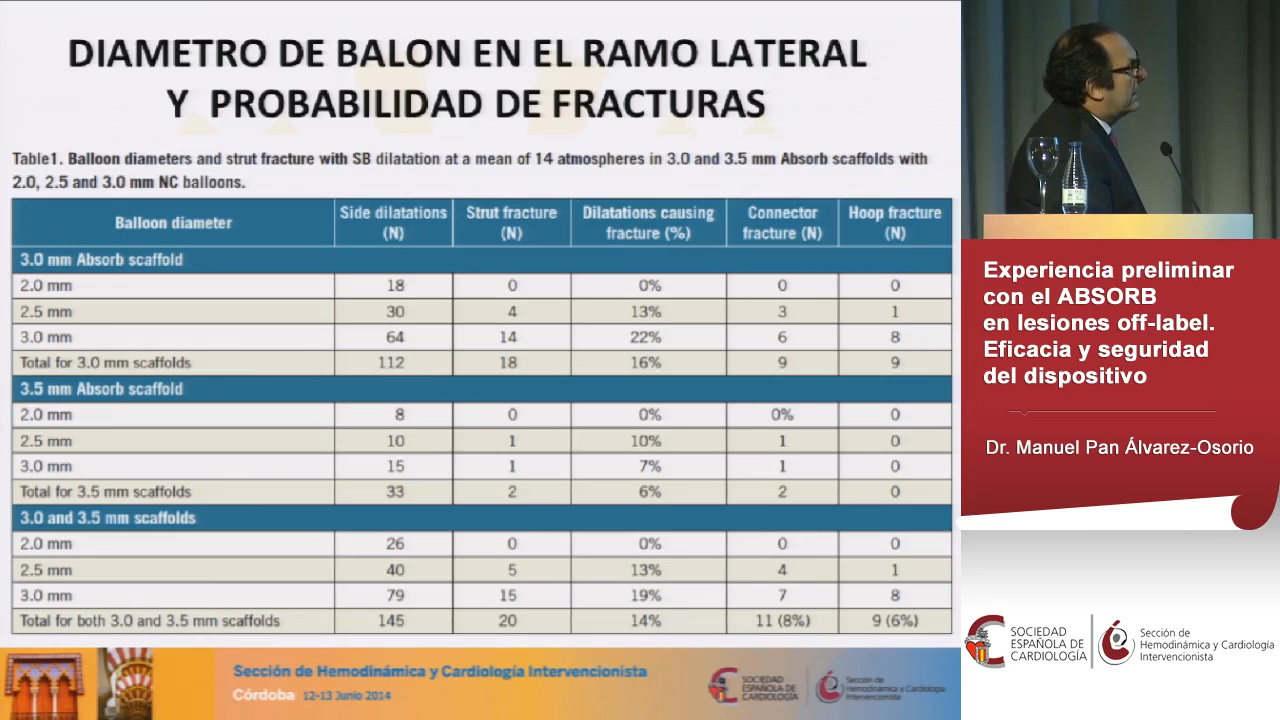 DIAMETRO DE BALON EN EL RAMO LATERAL
Y PROBABILIDAD DE FRACTURAS
Table1. Balloon diameters and strut fracture with SB dilatation at a mean of 14 atmospheres in 3.0 and 3.5 mm Absorb scaffolds with
2.0, 2.5 and 3.0 mm NC balloons.
Balloon diameter Side dilatations (N) Strut fracture (N) Dilatations causing fracture (%) Connector fracture (N) Hoop fracture (N)
3.0 mm Absorb scaffold
2.0 mm 18 0 0% 0 0
2.5 mm 30 4 13% 3 1
3.0 mm 64 14 22% 6 8
Total for 3.0 mm scaffolds 112 18 16% 9 9
3.5 mm Absorb scaffold
2.0 mm 8 0 0% 0% 0
2.5 mm 10 1 10% 1 0
3.0 mm 15 1 7% 1 0
Total for 3.5 mm scaffolds 33 2 6% 2 0
3.0 and 3.5 mm scaffolds
2.0 mm 26 0 0% 0 0
2.5 mm 40 5 13% 4 1
3.0 mm 79 15 19% 7 8
Total for both 3.0 and 3.5 mm scaffolds 145 20 14% 11 (8%) 9 (6%)
Sección de Hemodinámica y Cardiología Intervencionista
Córdoba 12-13 Junio 2014
SOCIEDAD
ESPAÑOLA DE
CARDIOLOGÍA
Sección de
Hemodinámica y Cardiología
Intervencionista
Experiencia preliminar
con el ABSORB
en lesiones off-label.
Eficacia y seguridad
del dispositivo
Dr. Manuel Pan Álvarez-Osorio
SOCIEDAD
ESPAÑOLA DE
CARDIOLOGÍA
Sección de
Hemodinámica y Cardiología
Intervencionista